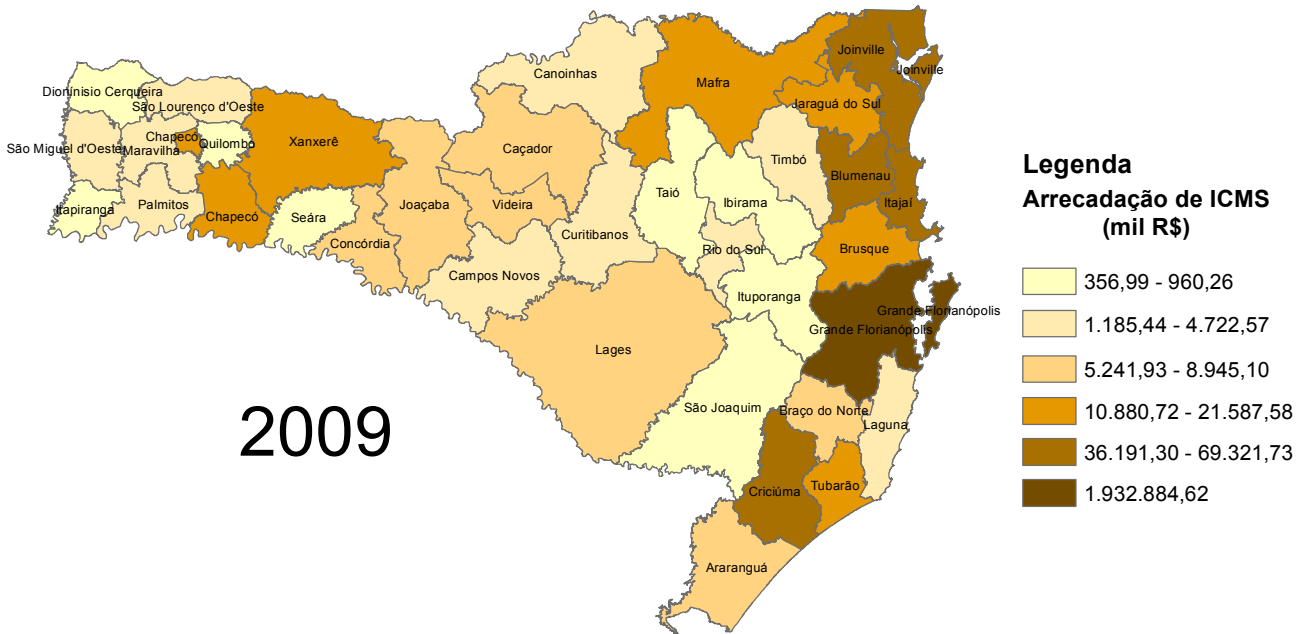 Canoinhas
Mafra
Joinville
Joinville
Dionísio Cerqueira
São Lourenço d'Oeste
Jaraguá do Sul
Chapecó
Quilombo
Xanxerê
São Miguel d'Oeste
Maravilha
Caçador
Timbó
Blumenau
Taió
Ibirama
Itajaí
Itapiranga
Palmitos
Chapecó
Seára
Joaçaba
Videira
Concórdia
Curitibanos
Rio do Sul
Brusque
Campos Novos
Ituporanga
Grande Florianópolis
Grande Florianópolis
Lages
São Joaquim
Braço do Norte
Laguna
Criciúma
Tubarão
Araranguá
2009
Legenda
Arrecadação de ICMS
(mil R$)
356,99 - 960,26
1.185,44 - 4.722,57
5.241,93 - 8.945,10
10.880,72 - 21.587,58
36.191,30 - 69.321,73
1.932.884,62